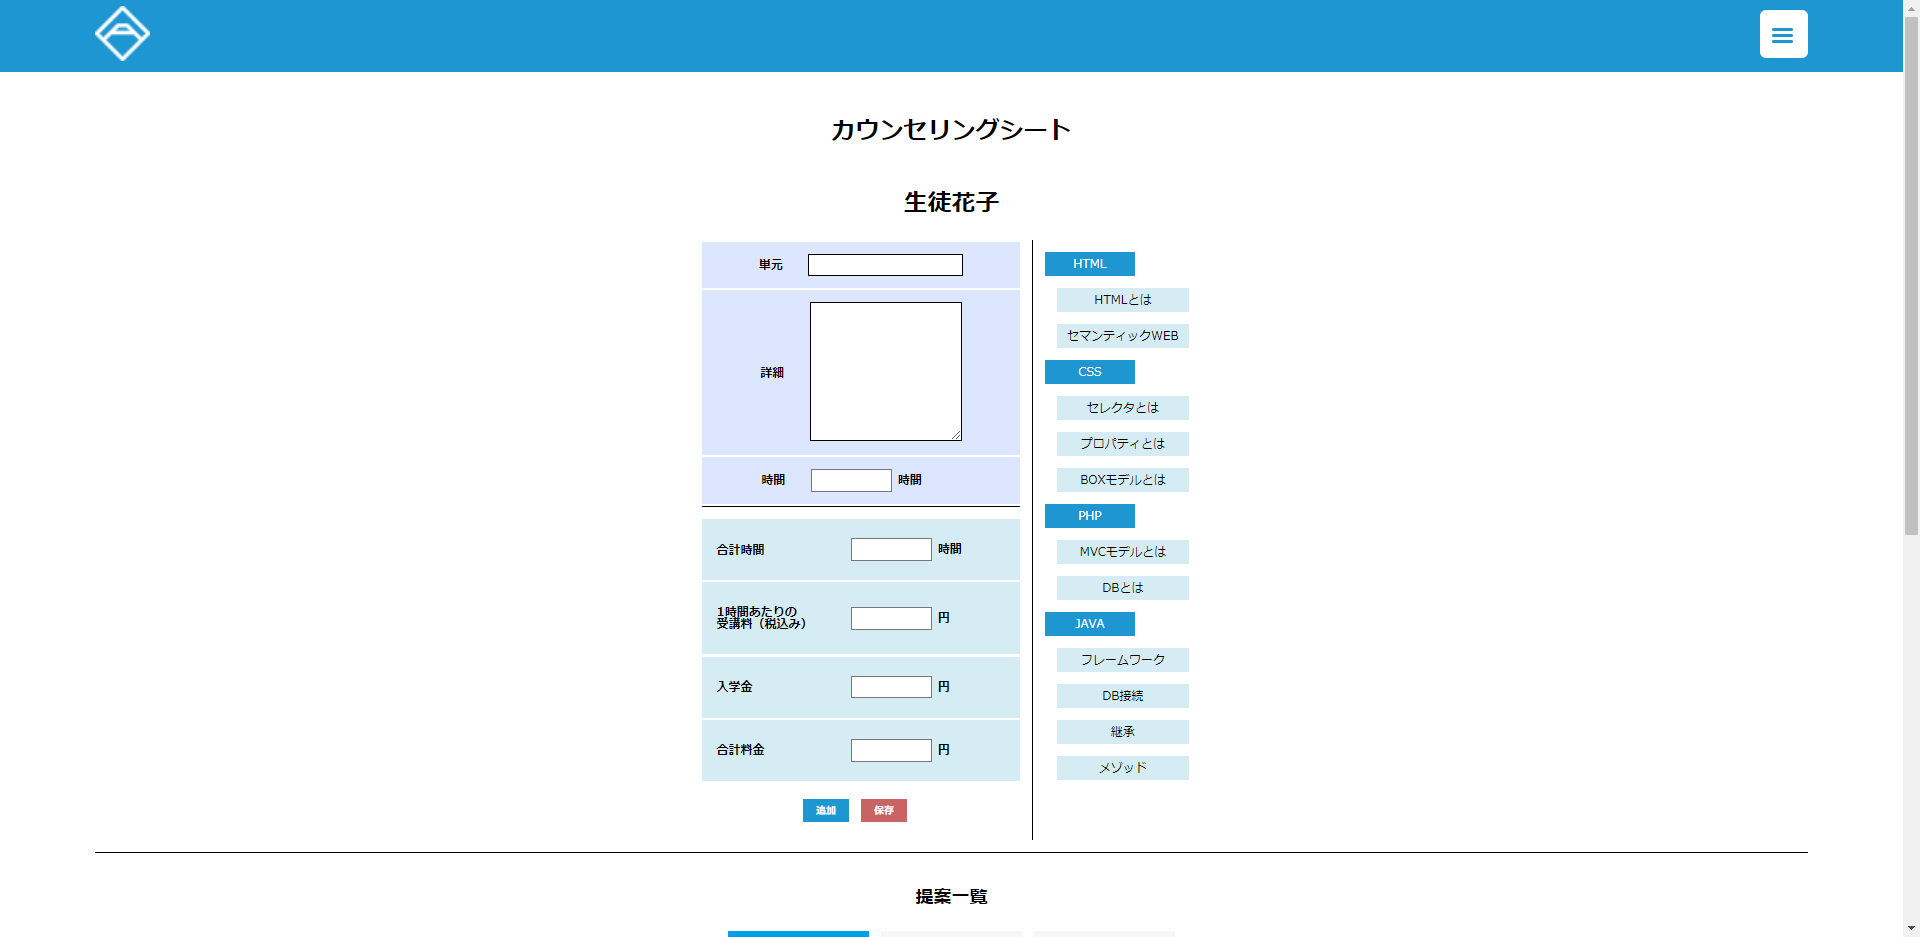 カウンセリングシート
生徒花子
単元
詳細
時間 時間
合計時間 時間
1時間あたりの
受講料（税込み） 円
入学金 円
合計料金 円
追加 保存
HTML
HTMLとは
セマンティックWEB
CSS
セレクタとは
プロパティとは
BOXモデルとは
PHP
MVCモデルとは
DBとは
JAVA
フレームワーク
DB接続
継承
メゾッド
提案一覧